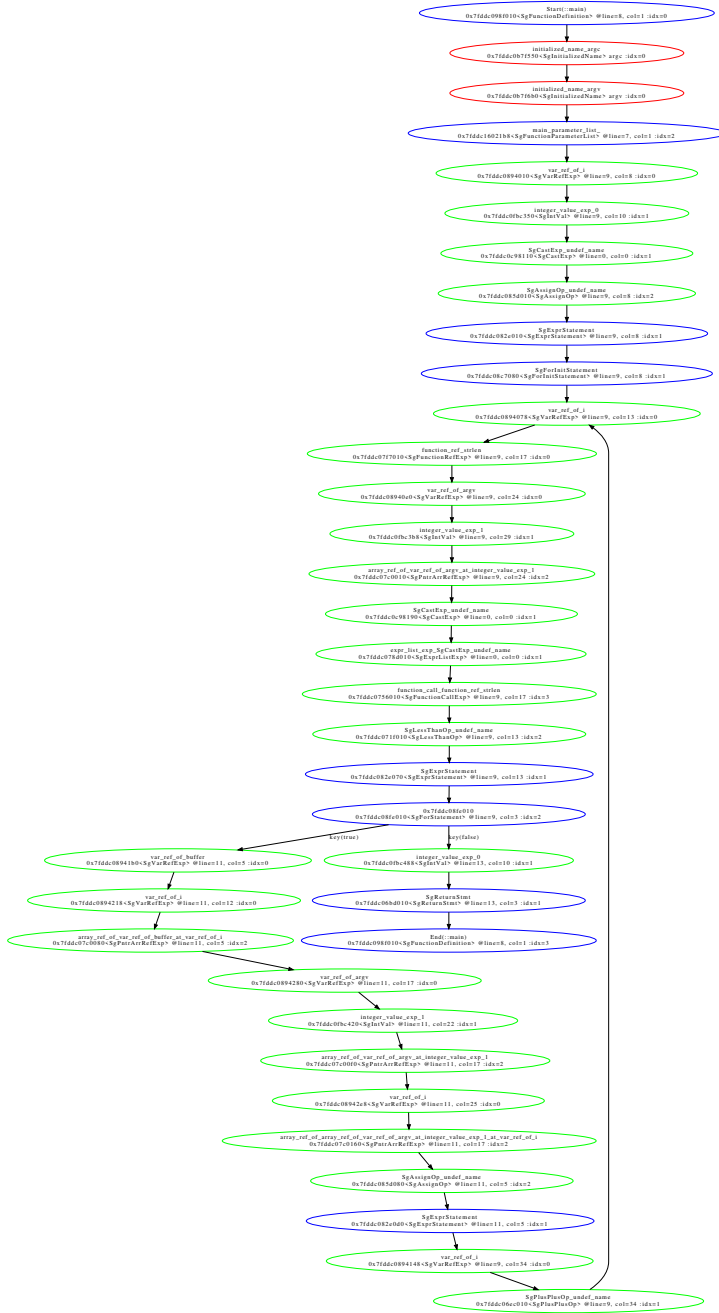 Start(::main)
0x7fddc098f010<SgFunctionDefinition> @line=8, col=1 :idx=0
initialized_name_argc
0x7fddc0b7f550<SgInitializedName> argc :idx=0
initialized_name_argv
0x7fddc0b7f6b0<SgInitializedName> argv :idx=0
main_parameter_list_
0x7fddc16021b8<SgFunctionParameterList> @line=7, col=1 :idx=2
var_ref_of_i
0x7fddc0894010<SgVarRefExp> @line=9, col=8 :idx=0
integer_value_exp_0
0x7fddc0fbc350<SgIntVal> @line=9, col=10 :idx=1
SgCastExp_undef_name
0x7fddc0c98110<SgCastExp> @line=0, col=0 :idx=1
SgAssignOp_undef_name
0x7fddc085d010<SgAssignOp> @line=9, col=8 :idx=2
SgExprStatement
0x7fddc082e010<SgExprStatement> @line=9, col=8 :idx=1
SgForInitStatement
0x7fddc08c7080<SgForInitStatement> @line=9, col=8 :idx=1
var_ref_of_i
0x7fddc0894078<SgVarRefExp> @line=9, col=13 :idx=0
function_ref_strlen
0x7fddc07f7010<SgFunctionRefExp> @line=9, col=17 :idx=0
var_ref_of_argv
0x7fddc08940e0<SgVarRefExp> @line=9, col=24 :idx=0
integer_value_exp_1
0x7fddc0fbc3b8<SgIntVal> @line=9, col=29 :idx=1
array_ref_of_var_ref_of_argv_at_integer_value_exp_1
0x7fddc07c0010<SgPntrArrRefExp> @line=9, col=24 :idx=2
SgCastExp_undef_name
0x7fddc0c98190<SgCastExp> @line=0, col=0 :idx=1
expr_list_exp_SgCastExp_undef_name
0x7fddc078d010<SgExprListExp> @line=0, col=0 :idx=1
function_call_function_ref_strlen
0x7fddc0756010<SgFunctionCallExp> @line=9, col=17 :idx=3
SgLessThanOp_undef_name
0x7fddc071f010<SgLessThanOp> @line=9, col=13 :idx=2
SgExprStatement
0x7fddc082e070<SgExprStatement> @line=9, col=13 :idx=1
0x7fddc08fe010
0x7fddc08fe010<SgForStatement> @line=9, col=3 :idx=2
key(true)
key(false)
var_ref_of_buffer
0x7fddc08941b0<SgVarRefExp> @line=11, col=5 :idx=0
integer_value_exp_0
0x7fddc0fbc488<SgIntVal> @line=13, col=10 :idx=1
var_ref_of_i
0x7fddc0894218<SgVarRefExp> @line=11, col=12 :idx=0
SgReturnStmt
0x7fddc06bd010<SgReturnStmt> @line=13, col=3 :idx=1
array_ref_of_var_ref_of_buffer_at_var_ref_of_i
0x7fddc07c0080<SgPntrArrRefExp> @line=11, col=5 :idx=2
End(::main)
0x7fddc098f010<SgFunctionDefinition> @line=8, col=1 :idx=3
var_ref_of_argv
0x7fddc0894280<SgVarRefExp> @line=11, col=17 :idx=0
integer_value_exp_1
0x7fddc0fbc420<SgIntVal> @line=11, col=22 :idx=1
array_ref_of_var_ref_of_argv_at_integer_value_exp_1
0x7fddc07c00f0<SgPntrArrRefExp> @line=11, col=17 :idx=2
var_ref_of_i
0x7fddc08942e8<SgVarRefExp> @line=11, col=25 :idx=0
array_ref_of_array_ref_of_var_ref_of_argv_at_integer_value_exp_1_at_var_ref_of_i
0x7fddc07c0160<SgPntrArrRefExp> @line=11, col=17 :idx=2
SgAssignOp_undef_name
0x7fddc085d080<SgAssignOp> @line=11, col=5 :idx=2
SgExprStatement
0x7fddc082e0d0<SgExprStatement> @line=11, col=5 :idx=1
var_ref_of_i
0x7fddc0894148<SgVarRefExp> @line=9, col=34 :idx=0
SgPlusPlusOp_undef_name
0x7fddc06ec010<SgPlusPlusOp> @line=9, col=34 :idx=1